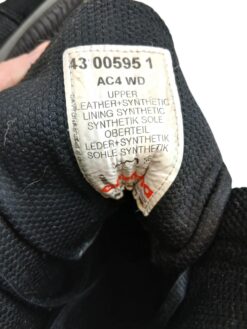 43 00595 1
AC4 WD
UPPER
LEATHER+SYNTHETIC
LINING SYNTHETIC
SYNTHETIK SOLE
OBERTEIL
LEDER+SYNTHETIK
SOHLE SYNTHETIK